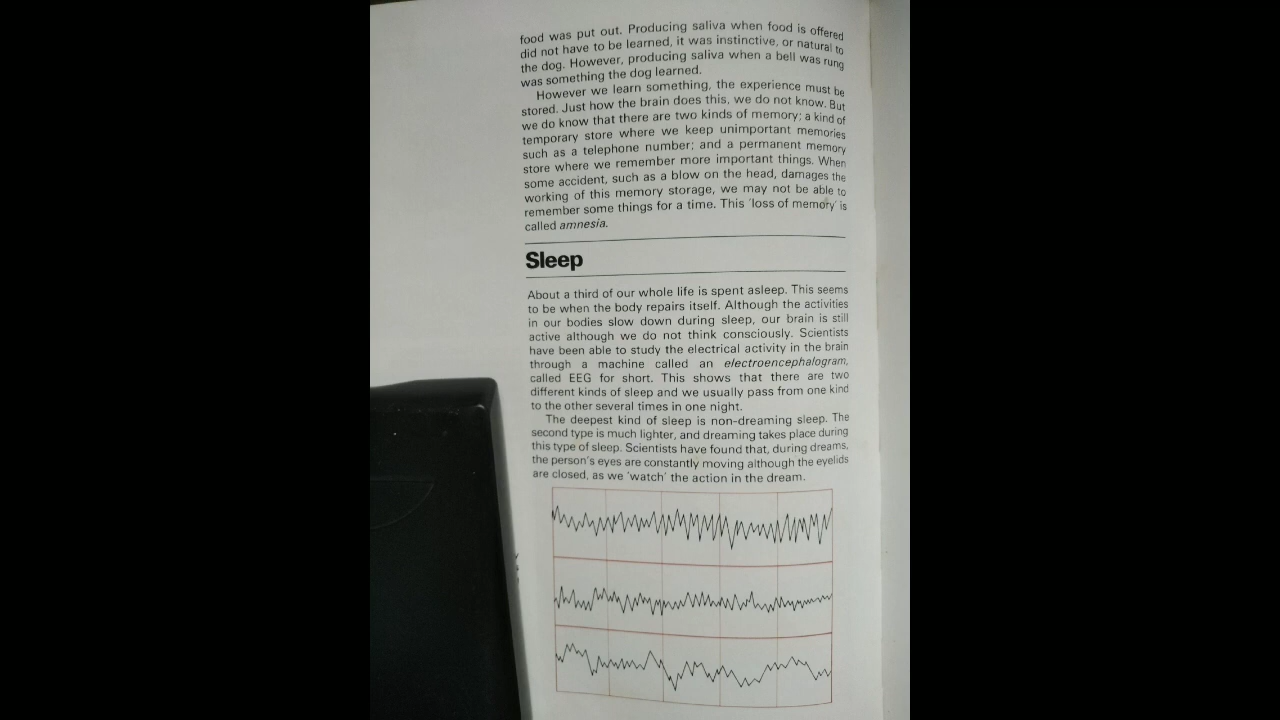 food was put out. Producing saliva when food is offered
did not have to be learned, it was instinctive, or natural to
the dog. However, producing saliva when a bell was rung
was something the dog learned.
However we learn something, the experience must be
stored. Just how the brain does this, we do not know. But
we do know that there are two kinds of memory; a kind of
temporary store where we keep unimportant memories
such as a telephone number; and a permanent memory
store where we remember more important things. When
some accident, such as a blow on the head, damages the
working of this memory storage, we may not be able to
remember some things for a time. This 'loss of memory' is
called amnesia.
Sleep
About a third of our whole life is spent asleep. This seems
to be when the body repairs itself. Although the activities
in our bodies slow down during sleep, our brain is still
active although we do not think consciously. Scientists
have been able to study the electrical activity in the brain
through a machine called an electroencephalogram,
called EEG for short. This shows that there are two
different kinds of sleep and we usually pass from one kind
to the other several times in one night.
The deepest kind of sleep is non-dreaming sleep. The
second type is much lighter, and dreaming takes place during
this type of sleep. Scientists have found that, during dreams,
the person's eyes are constantly moving although the eyelids
are closed, as we 'watch' the action in the dream.